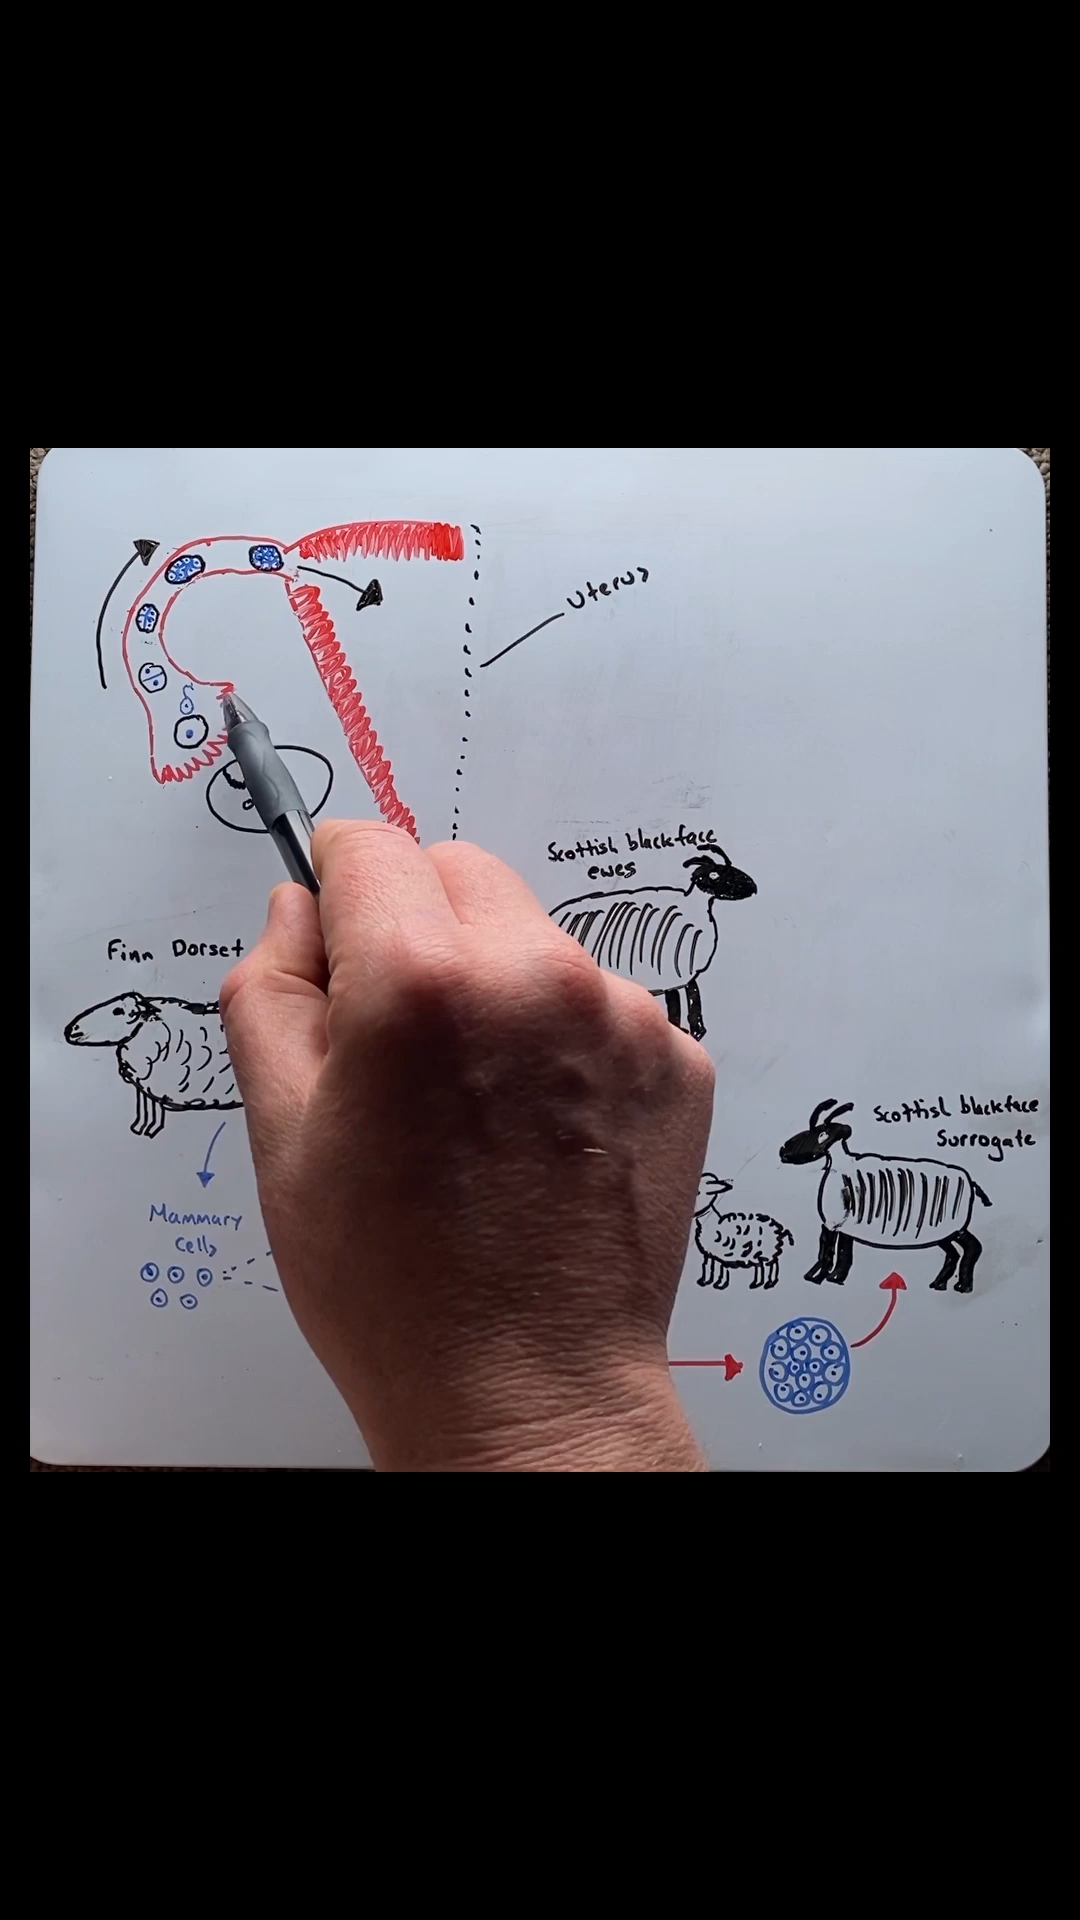 Uterus
Scottish blackface
ewes
Finn Dorset
Scottish blackface
Surrogate
Mammary
Cells